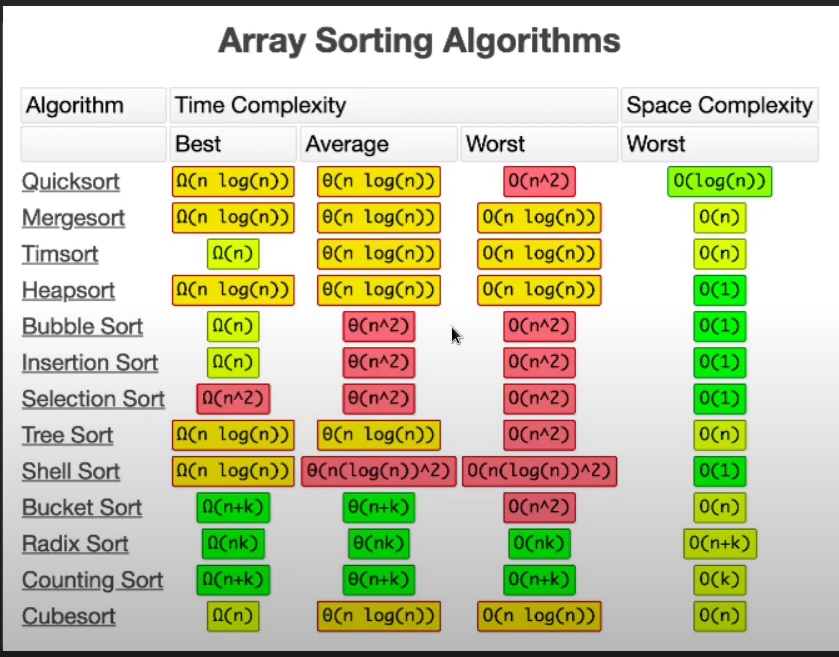 Array Sorting Algorithms
Algorithm Time Complexity Space Complexity
Best Average Worst Worst
Quicksort Ω(n log(n)) θ(n log(n)) O(n^2) O(log(n))
Mergesort Ω(n log(n)) θ(n log(n)) O(n log(n)) O(n)
Timsort Ω(n) θ(n log(n)) O(n log(n)) O(n)
Heapsort Ω(n log(n)) θ(n log(n)) O(n log(n)) O(1)
Bubble Sort Ω(n) θ(n^2) O(n^2) O(1)
Insertion Sort Ω(n) θ(n^2) O(n^2) O(1)
Selection Sort Ω(n^2) θ(n^2) O(n^2) O(1)
Tree Sort Ω(n log(n)) θ(n log(n)) O(n^2) O(n)
Shell Sort Ω(n log(n)) θ(n(log(n))^2) O(n(log(n))^2) O(1)
Bucket Sort Ω(n+k) θ(n+k) O(n^2) O(n)
Radix Sort Ω(nk) θ(nk) O(nk) O(n+k)
Counting Sort Ω(n+k) θ(n+k) O(n+k) O(k)
Cubesort Ω(n) θ(n log(n)) O(n log(n)) O(n)